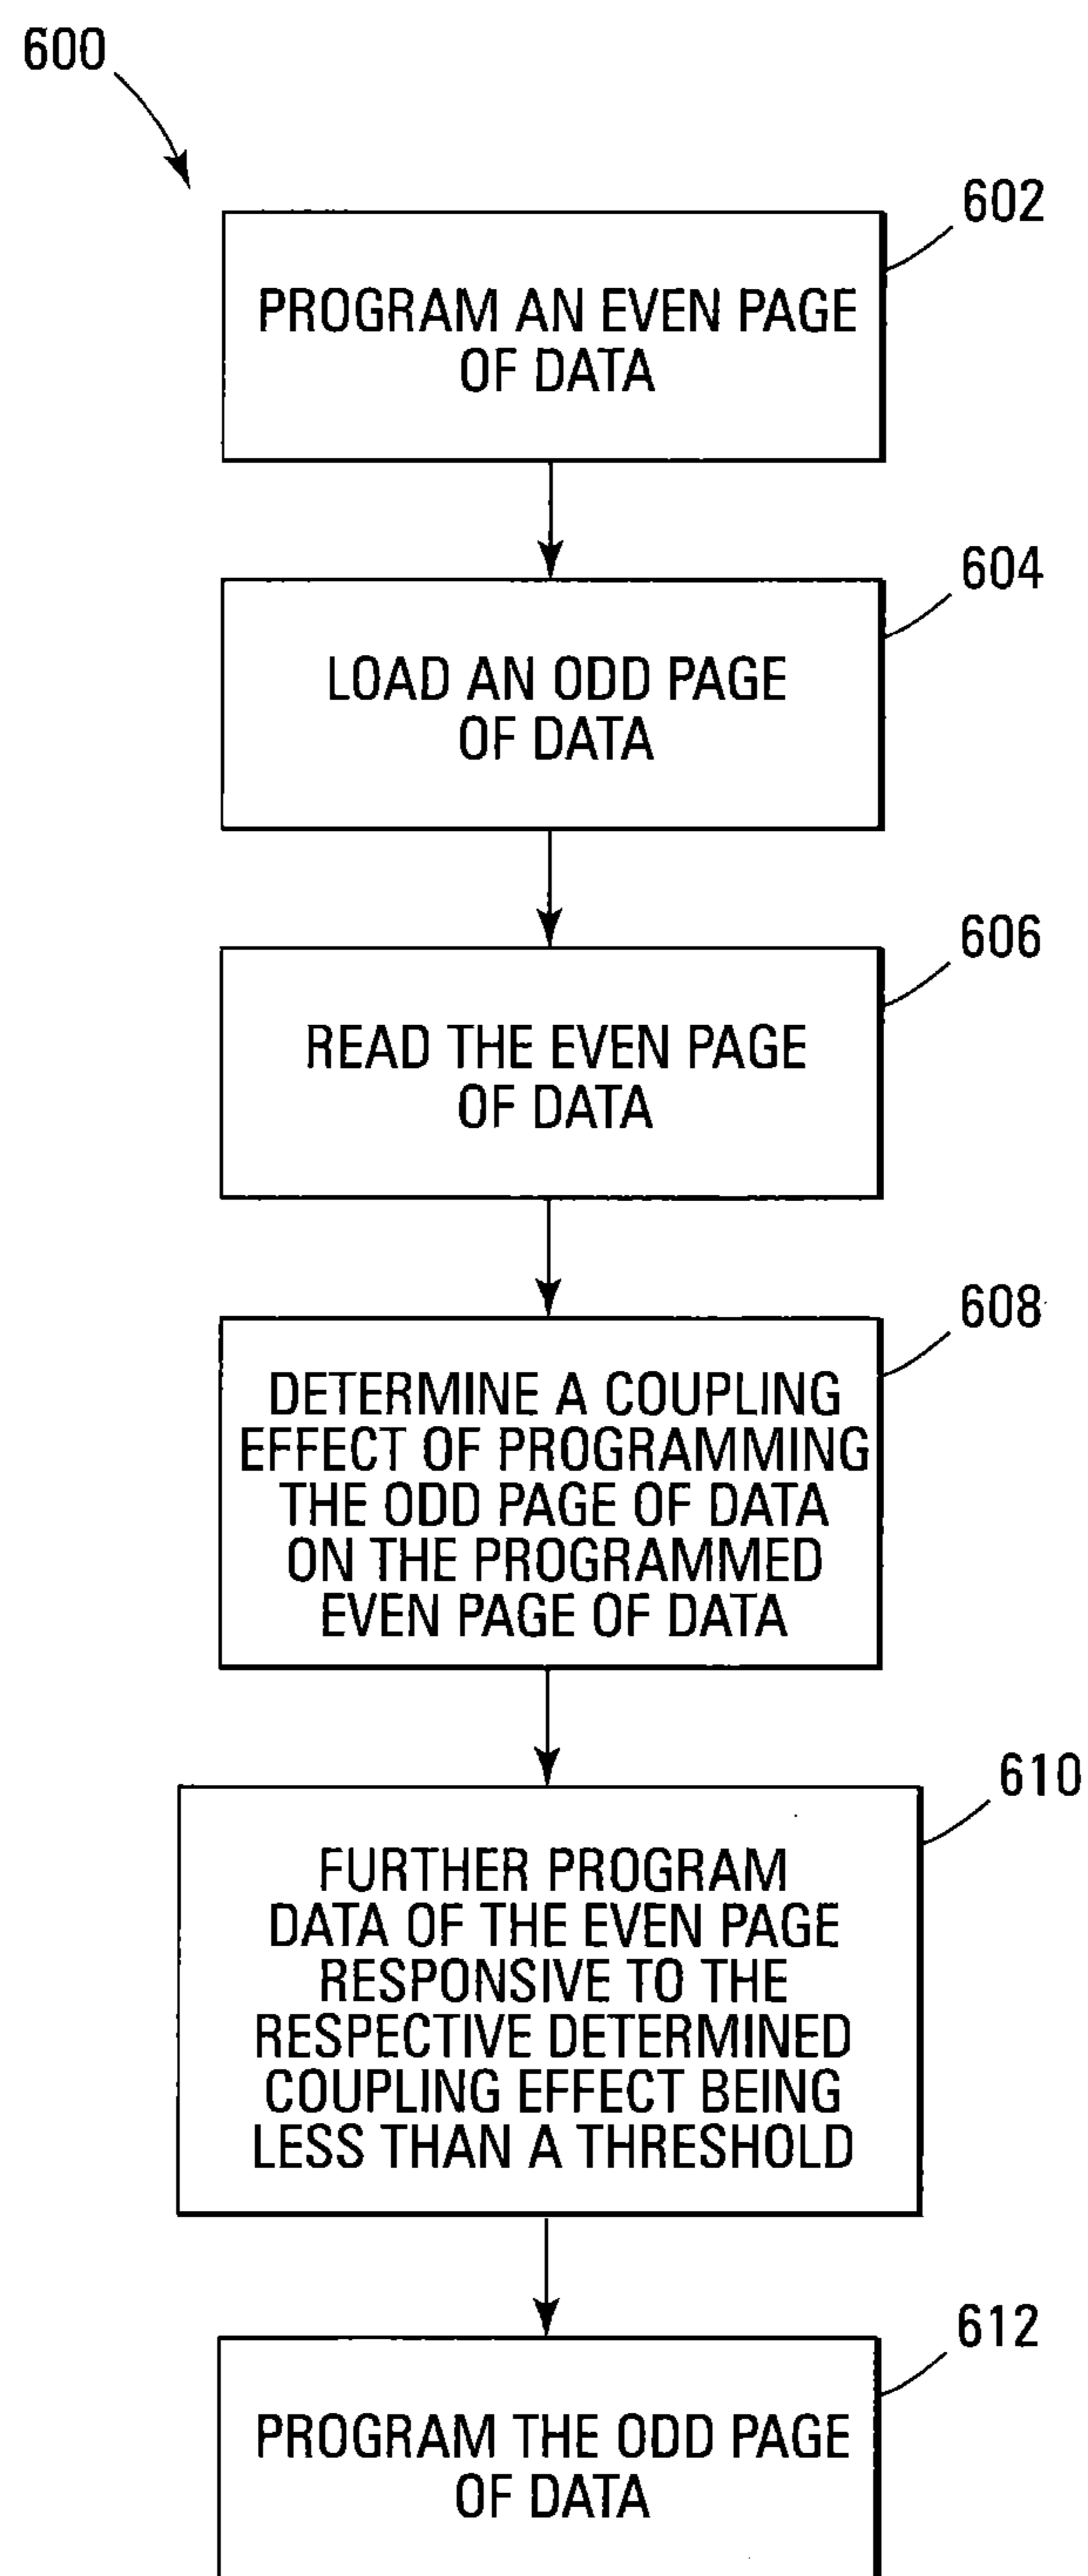 600
602
PROGRAM AN EVEN PAGE
OF DATA
604
LOAD AN ODD PAGE
OF DATA
606
READ THE EVEN PAGE
OF DATA
608
DETERMINE A COUPLING
EFFECT OF PROGRAMMING
THE ODD PAGE OF DATA
ON THE PROGRAMMED
EVEN PAGE OF DATA
610
FURTHER PROGRAM
DATA OF THE EVEN PAGE
RESPONSIVE TO THE
RESPECTIVE DETERMINED
COUPLING EFFECT BEING
LESS THAN A THRESHOLD
612
PROGRAM THE ODD PAGE
OF DATA